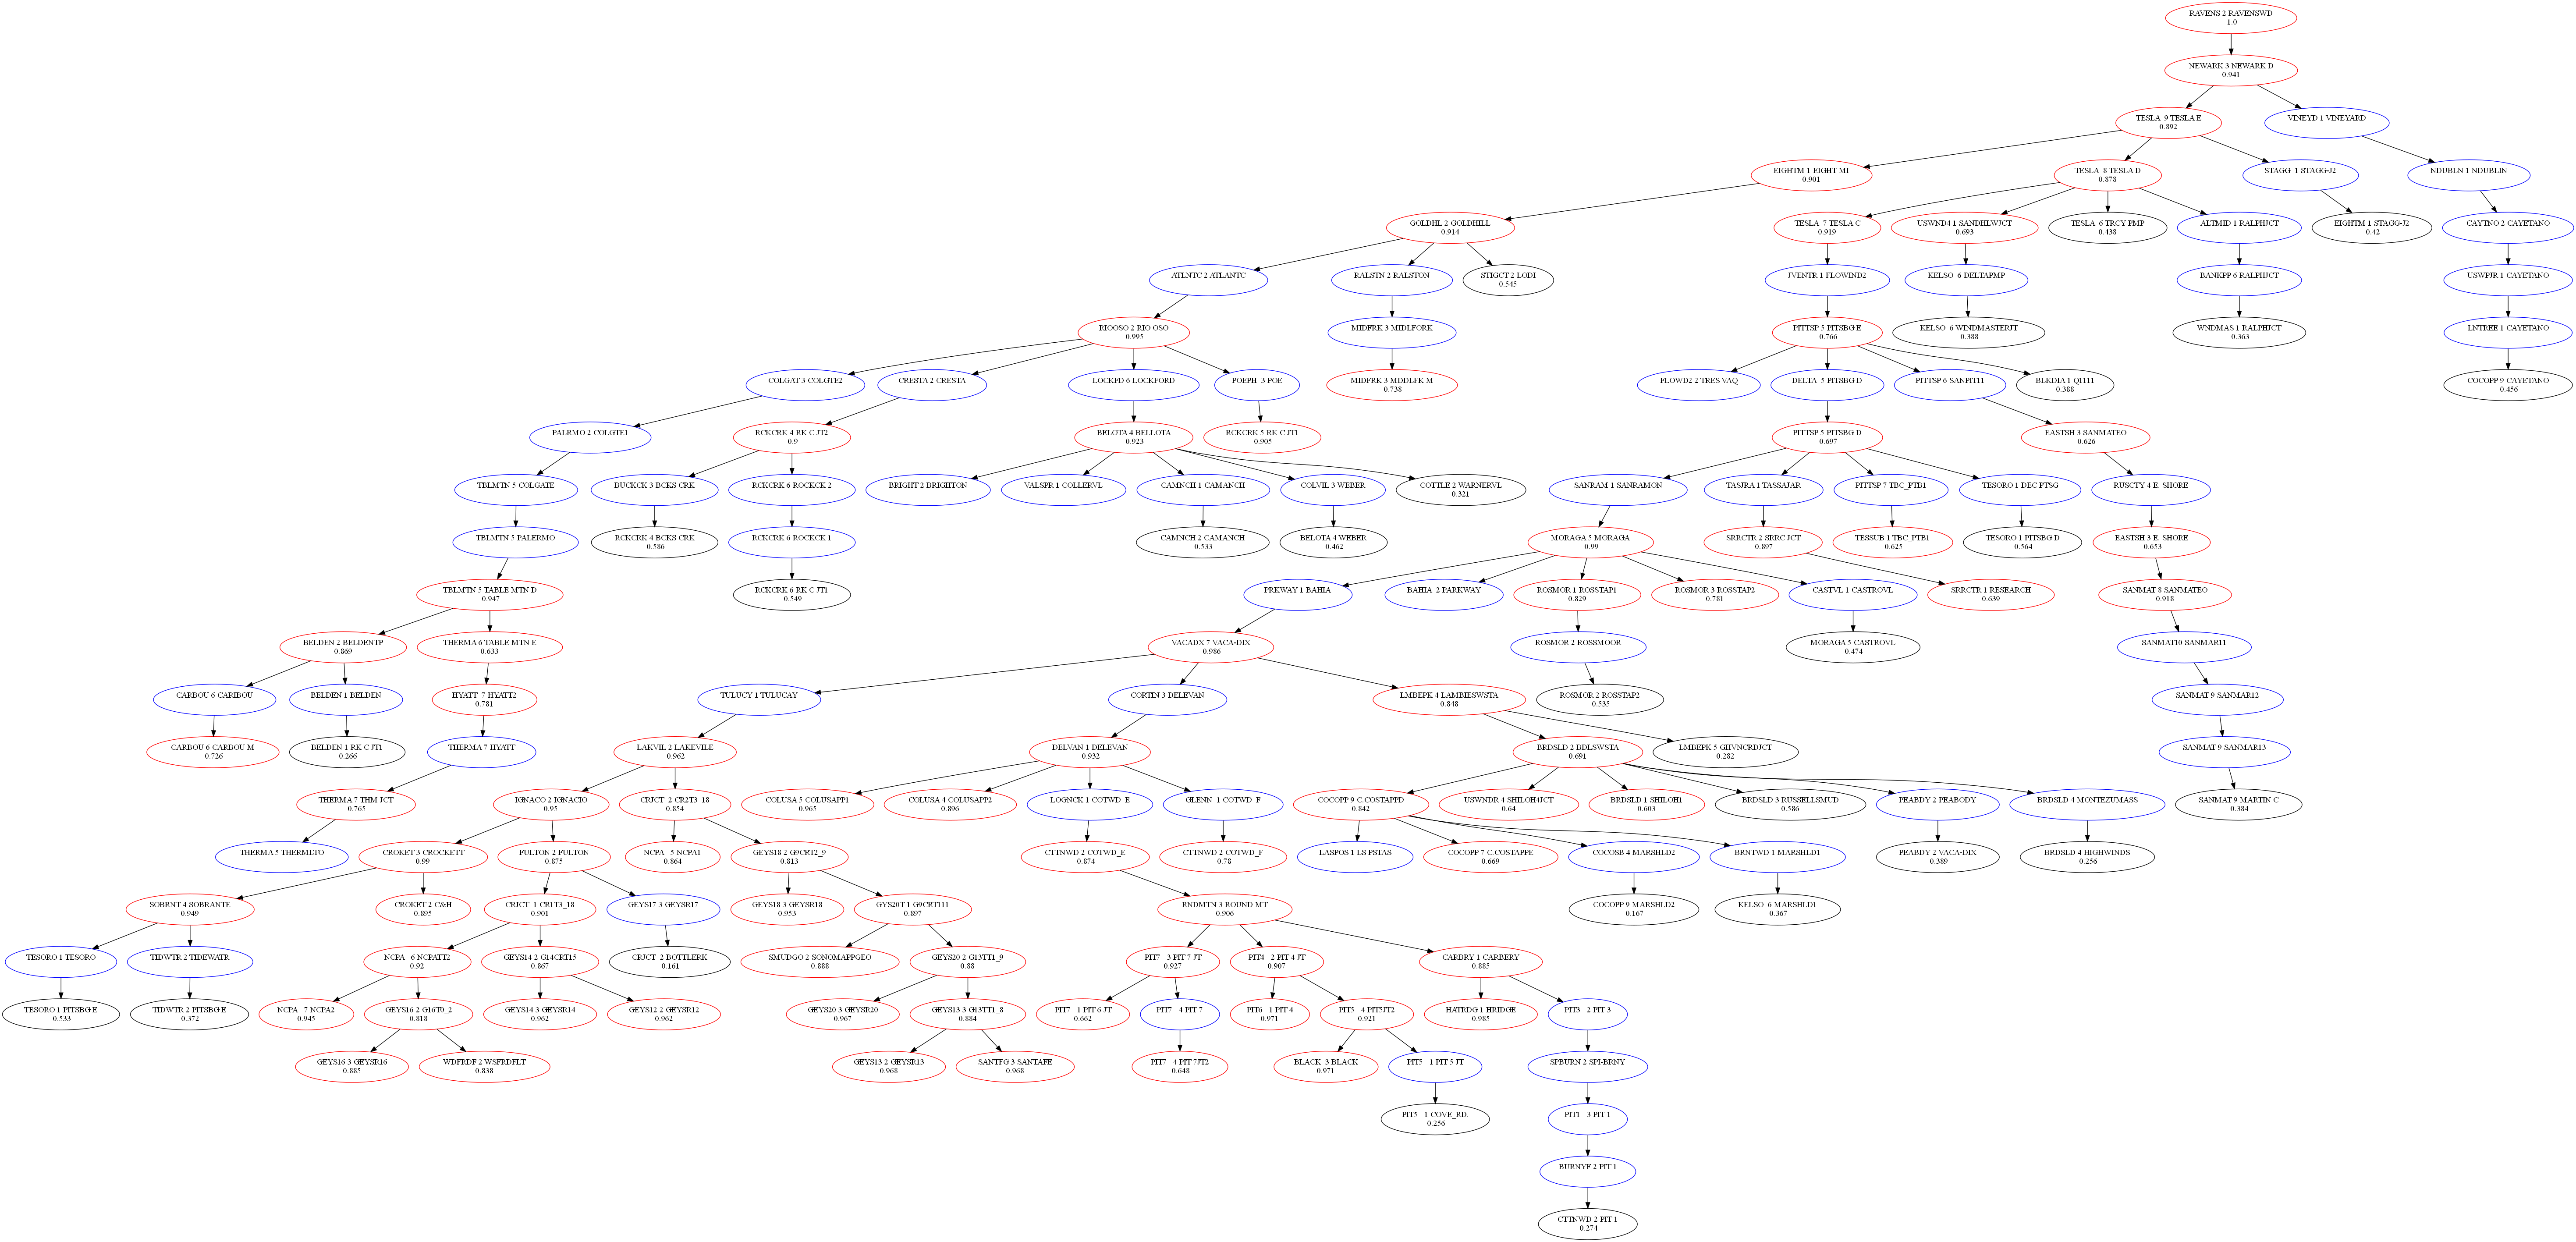 RAVENS 2 RAVENSWD
1.0
NEWARK 3 NEWARK D
0.941
TESLA 9 TESLA E
0.892
VINEYD 1 VINEYARD
EIGHTM 1 EIGHT MI
0.901
TESLA 8 TESLA D
0.878
STAGG 1 STAGG-J2
NDUBLN 1 NDUBLIN
GOLDHL 2 GOLDHILL
0.914
TESLA 7 TESLA C
0.919
USWND4 1 SANDHLWJCT
0.693
TESLA 6 TRCY PMP
0.438
ALTMID 1 RALPHJCT
EIGHTM 1 STAGG-J2
0.42
CAYTNO 2 CAYETANO
ATLNTC 2 ATLANTC
RALSTN 2 RALSTON
STIGCT 2 LODI
0.545
JVENTR 1 FLOWIND2
KELSO 6 DELTAPMP
BANKPP 6 RALPHJCT
USWPJR 1 CAYETANO
RIOOSO 2 RIO OSO
0.995
MIDFRK 3 MIDLFORK
PITTSP 5 PITSBG E
0.766
KELSO 6 WINDMASTERJT
0.388
WNDMAS 1 RALPHJCT
0.363
LNTREE 1 CAYETANO
COLGAT 3 COLGTE2
CRESTA 2 CRESTA
LOCKFD 6 LOCKFORD
POEPH 3 POE
MIDFRK 3 MDDLFK M
0.738
FLOWD2 2 TRES VAQ
DELTA 5 PITSBG D
PITTSP 6 SANPIT11
BLKDIA 1 Q1111
0.388
COCOPP 9 CAYETANO
0.456
PALRMO 2 COLGTE1
RCKCRK 4 RK C JT2
0.9
BELOTA 4 BELLOTA
0.923
RCKCRK 5 RK C JT1
0.905
PITTSP 5 PITSBG D
0.697
EASTSH 3 SANMATEO
0.626
TBLMTN 5 COLGATE
BUCKCK 3 BCKS CRK
RCKCRK 6 ROCKCK 2
BRIGHT 2 BRIGHTON
VALSPR 1 COLLERVL
CAMNCH 1 CAMANCH
COLVIL 3 WEBER
COTTLE 2 WARNERVL
0.321
SANRAM 1 SANRAMON
TASJRA 1 TASSAJAR
PITTSP 7 TBC_PTB1
TESORO 1 DEC PTSG
RUSCTY 4 E. SHORE
TBLMTN 5 PALERMO
RCKCRK 4 BCKS CRK
0.586
RCKCRK 6 ROCKCK 1
CAMNCH 2 CAMANCH
0.533
BELOTA 4 WEBER
0.462
MORAGA 5 MORAGA
0.99
SRRCTR 2 SRRC JCT
0.897
TESSUB 1 TBC_PTB1
0.625
TESORO 1 PITSBG D
0.564
EASTSH 3 E. SHORE
0.653
TBLMTN 5 TABLE MTN D
0.947
RCKCRK 6 RK C JT1
0.549
PRKWAY 1 BAHIA
BAHIA 2 PARKWAY
ROSMOR 1 ROSSTAP1
0.829
ROSMOR 3 ROSSTAP2
0.781
CASTVL 1 CASTROVL
SRRCTR 1 RESEARCH
0.639
SANMAT 8 SANMATEO
0.918
BELDEN 2 BELDENTP
0.869
THERMA 6 TABLE MTN E
0.633
VACADX 7 VACA-DIX
0.986
ROSMOR 2 ROSSMOOR
MORAGA 5 CASTROVL
0.474
SANMAT10 SANMAR11
CARBOU 6 CARIBOU
BELDEN 1 BELDEN
HYATT 7 HYATT2
0.781
TULUCY 1 TULUCAY
CORTIN 3 DELEVAN
LMBEPK 4 LAMBIESWSTA
0.848
ROSMOR 2 ROSSTAP2
0.535
SANMAT 9 SANMAR12
CARBOU 6 CARBOU M
0.726
BELDEN 1 RK C JT1
0.266
THERMA 7 HYATT
LAKVIL 2 LAKEVILE
0.962
DELVAN 1 DELEVAN
0.932
BRDSLD 2 BDLSWSTA
0.691
LMBEPK 5 GHVNCRDJCT
0.282
SANMAT 9 SANMAR13
THERMA 7 THM JCT
0.765
IGNACO 2 IGNACIO
0.95
CRJCT 2 CR2T3_18
0.854
COLUSA 5 COLUSAPP1
0.965
COLUSA 4 COLUSAPP2
0.896
LOGNCK 1 COTWD_E
GLENN 1 COTWD_F
COCOPP 9 C.COSTAPPD
0.842
USWNDR 4 SHILOH4JCT
0.64
BRDSLD 1 SHILOH1
0.603
BRDSLD 3 RUSSELLSMUD
0.586
PEABDY 2 PEABODY
BRDSLD 4 MONTEZUMASS
SANMAT 9 MARTIN C
0.384
THERMA 5 THERMLTO
CROKET 3 CROCKETT
0.99
FULTON 2 FULTON
0.875
NCPA 5 NCPA1
0.864
GEYS18 2 G9CRT2_9
0.813
CTTNWD 2 COTWD_E
0.874
CTTNWD 2 COTWD_F
0.78
LASPOS 1 LS PSTAS
COCOPP 7 C.COSTAPPE
0.669
COCOSB 4 MARSHLD2
BRNTWD 1 MARSHLD1
PEABDY 2 VACA-DIX
0.389
BRDSLD 4 HIGHWINDS
0.256
SOBRNT 4 SOBRANTE
0.949
CROKET 2 C&H
0.895
CRJCT 1 CR1T3_18
0.901
GEYS17 3 GEYSR17
GEYS18 3 GEYSR18
0.953
GYS20T 1 G9CRT111
0.897
RNDMTN 3 ROUND MT
0.906
COCOPP 9 MARSHLD2
0.167
KELSO 6 MARSHLD1
0.367
TESORO 1 TESORO
TIDWTR 2 TIDEWATR
NCPA 6 NCPATT2
0.92
GEYS14 2 G14CRT15
0.867
CRJCT 2 BOTTLERK
0.161
SMUDGO 2 SONOMAPPGEO
0.888
GEYS20 2 G13TT1_9
0.88
PIT7 3 PIT 7 JT
0.927
PIT4 2 PIT 4 JT
0.907
CARBRY 1 CARBERY
0.885
TESORO 1 PITSBG E
0.533
TIDWTR 2 PITSBG E
0.372
NCPA 7 NCPA2
0.945
GEYS16 2 G16T0_2
0.818
GEYS14 3 GEYSR14
0.962
GEYS12 2 GEYSR12
0.962
GEYS20 3 GEYSR20
0.967
GEYS13 3 G13TT1_8
0.884
PIT7 1 PIT 6 JT
0.662
PIT7 4 PIT 7
PIT6 1 PIT 4
0.971
PIT5 4 PIT5JT2
0.921
HATRDG 1 HRIDGE
0.985
PIT3 2 PIT 3
GEYS16 3 GEYSR16
0.885
WDFRDF 2 WSFRDFLT
0.838
GEYS13 2 GEYSR13
0.968
SANTFG 3 SANTAFE
0.968
PIT7 4 PIT 7JT2
0.648
BLACK 3 BLACK
0.971
PIT5 1 PIT 5 JT
SPBURN 2 SPI-BRNY
PIT5 1 COVE_RD.
0.256
PIT1 3 PIT 1
BURNYF 2 PIT 1
CTTNWD 2 PIT 1
0.274